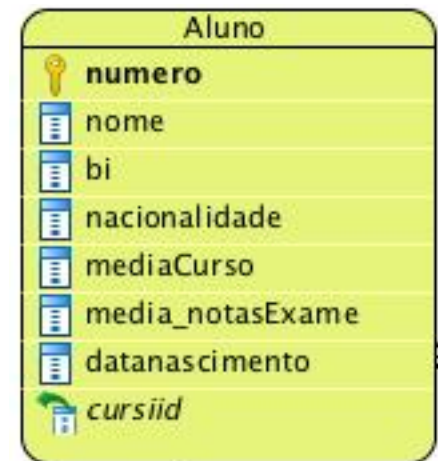 Aluno
numero
nome
bi
nacionalidade
mediaCurso
media_notasExame
datanascimento
cursiid